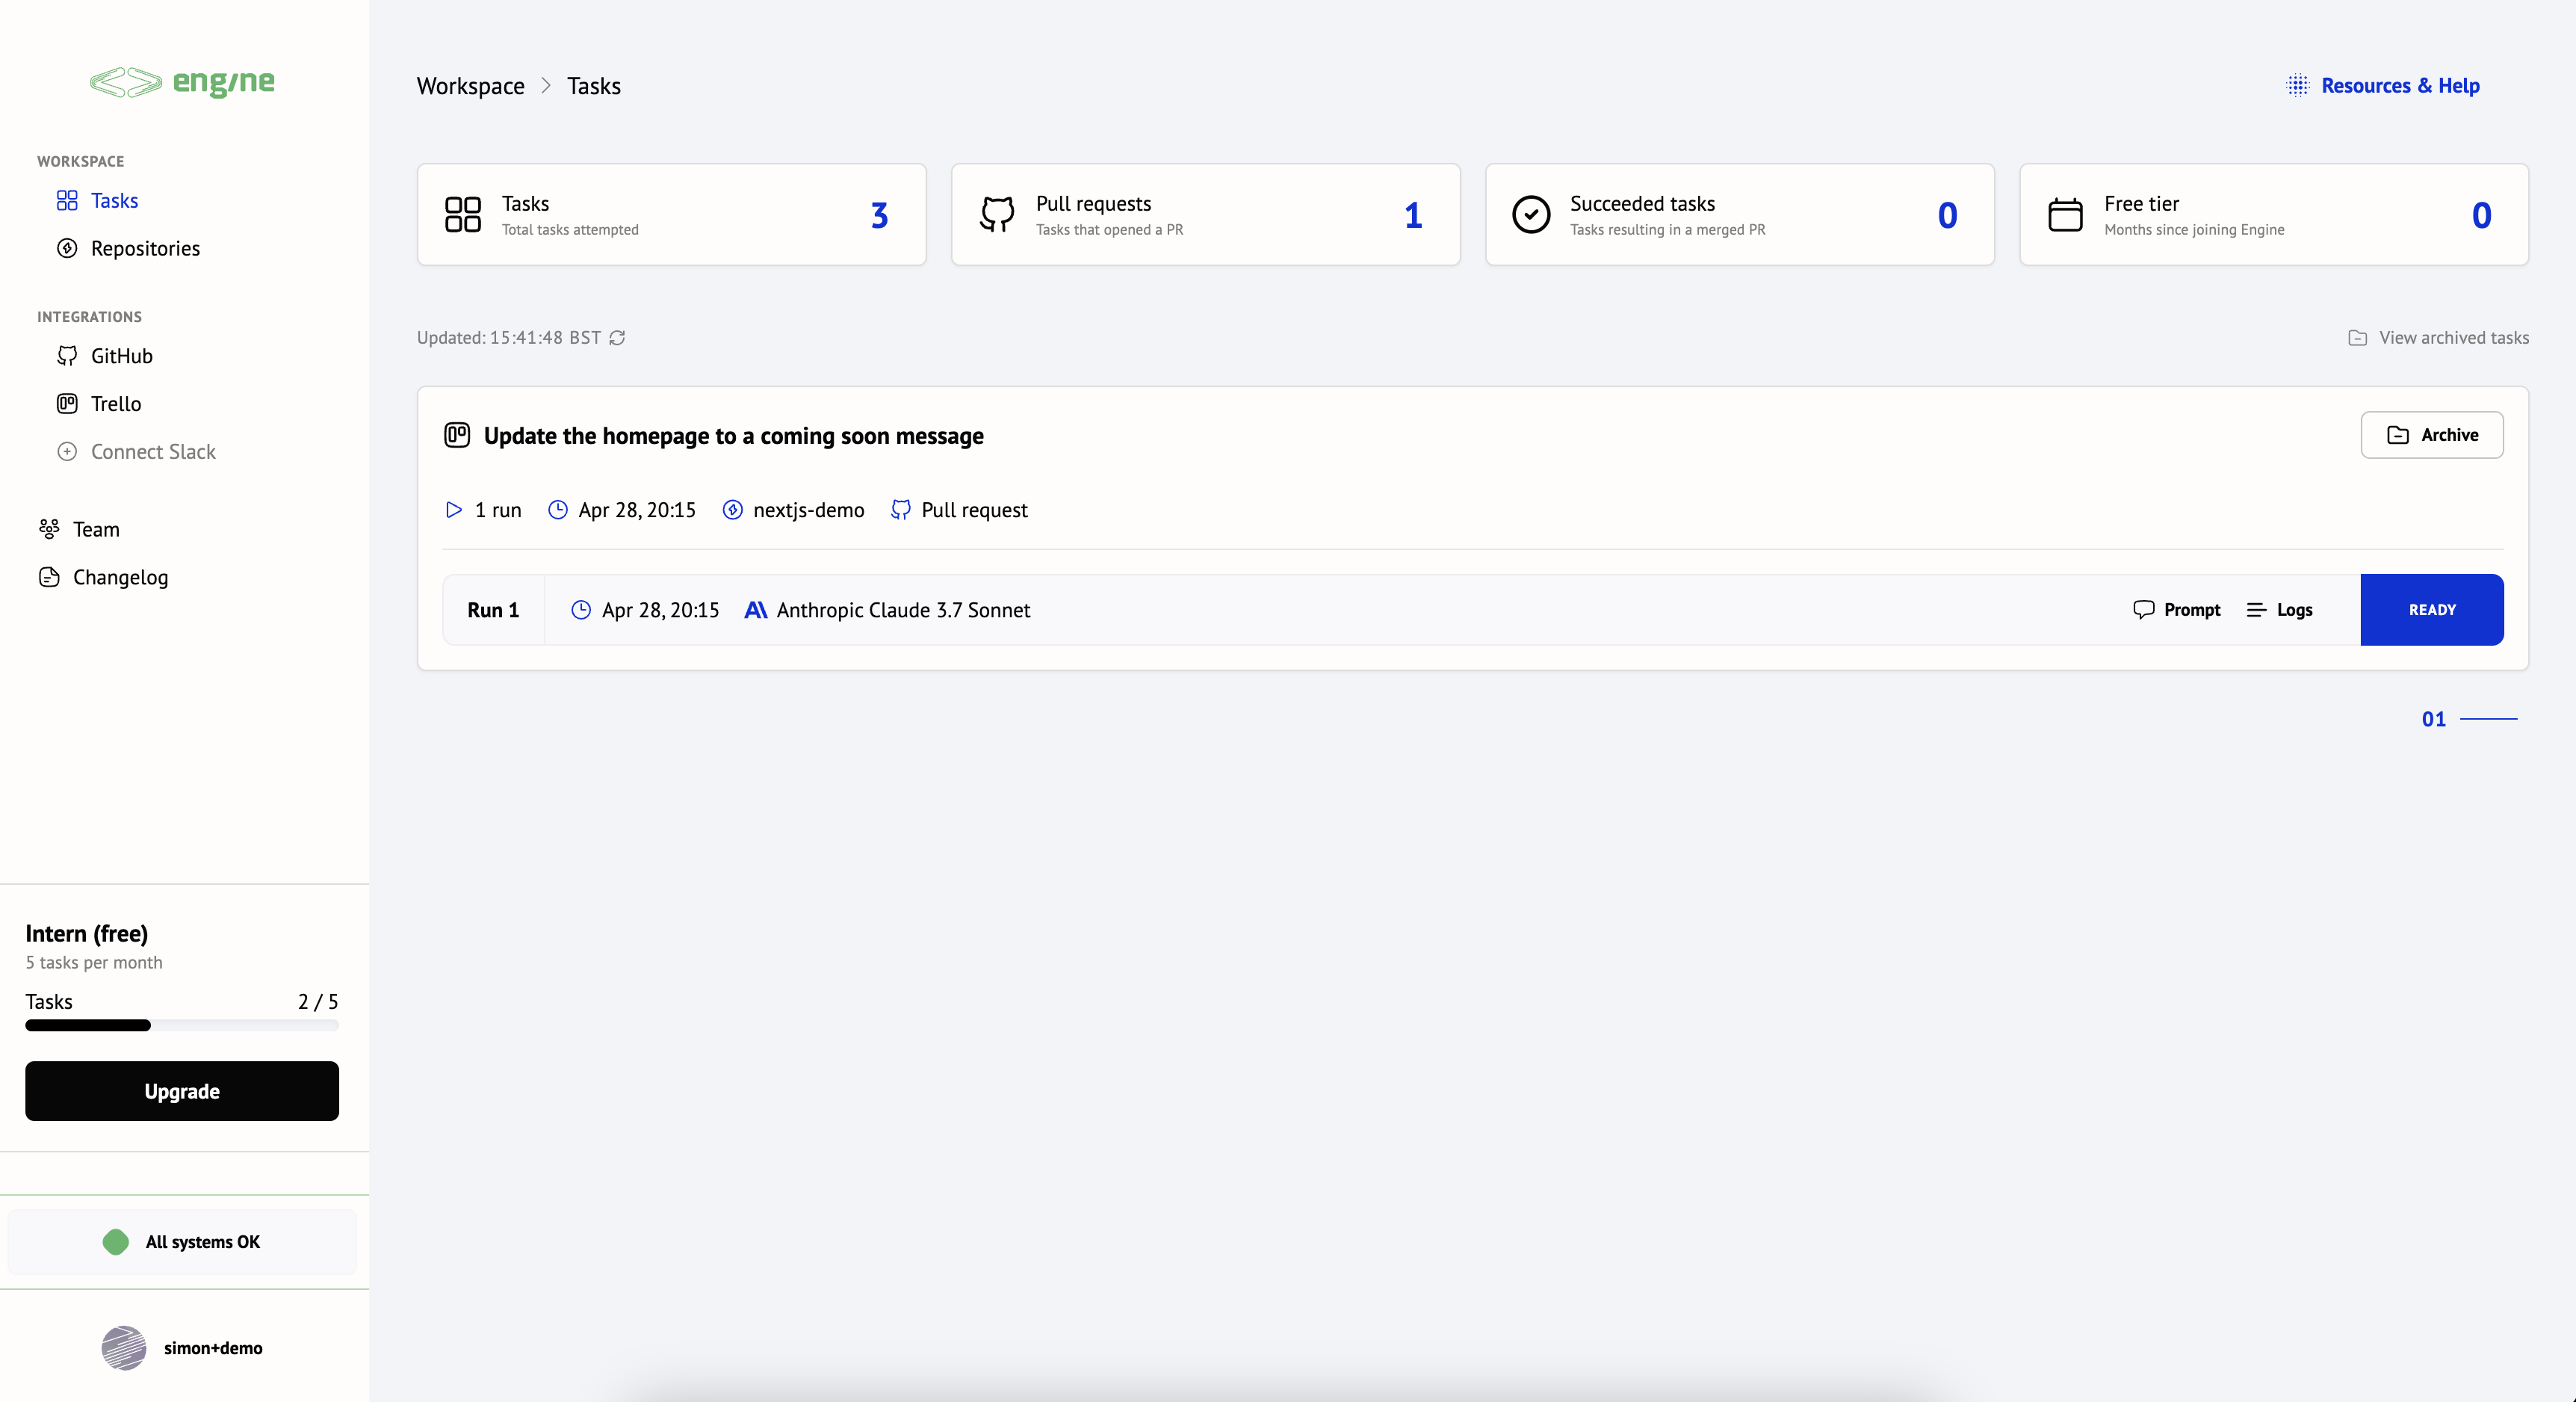 engine
WORKSPACE
Tasks
Repositories
INTEGRATIONS
GitHub
Trello
Connect Slack
Team
Changelog
Intern (free)
5 tasks per month
Tasks 2 / 5
Upgrade
All systems OK
simon+demo
Workspace > Tasks
Resources & Help
Tasks
Total tasks attempted
3
Pull requests
Tasks that opened a PR
1
Succeeded tasks
Tasks resulting in a merged PR
0
Free tier
Months since joining Engine
0
Updated: 15:41:48 BST
View archived tasks
Update the homepage to a coming soon message
Archive
1 run Apr 28, 20:15 nextjs-demo Pull request
Run 1 Apr 28, 20:15 Anthropic Claude 3.7 Sonnet Prompt Logs READY
01